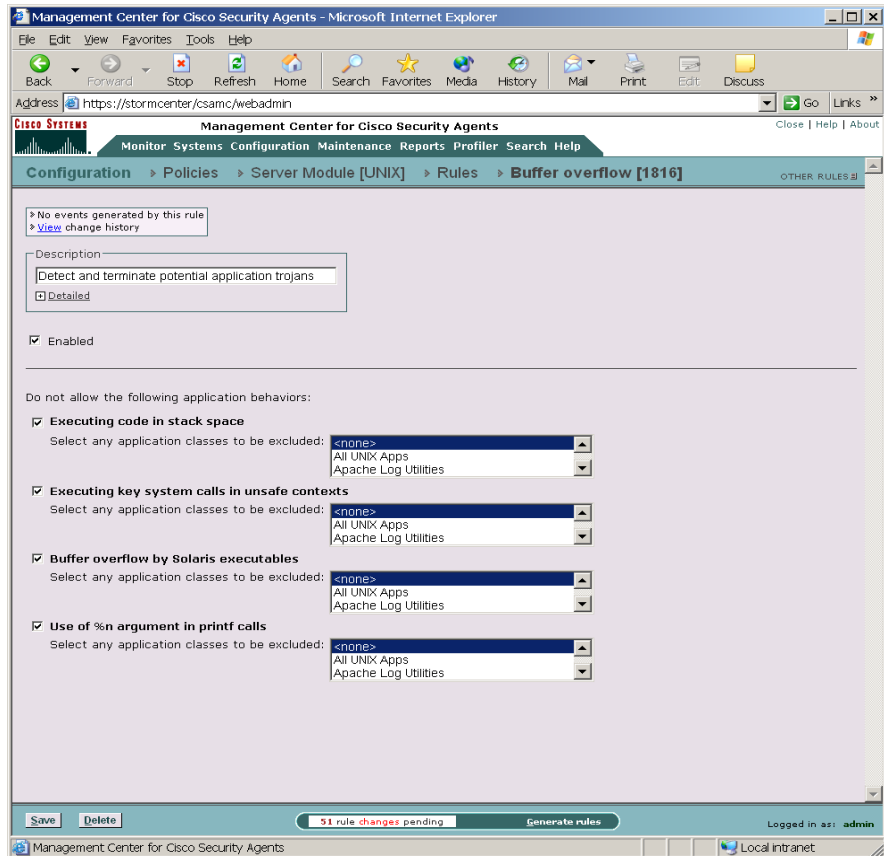 Management Center for Cisco Security Agents - Microsoft Internet Explorer
File Edit View Favorites Tools Help
Back Forward Stop Refresh Home Search Favorites Media History Mail Print Edit Discuss
Address https://stormcenter/csamc/webadmin Go Links »
CISCO SYSTEMS Management Center for Cisco Security Agents Close | Help | About
Monitor Systems Configuration Maintenance Reports Profiler Search Help
Configuration Policies Server Module [UNIX] Rules Buffer overflow [1816] OTHER RULES
No events generated by this rule
View change history
Description
Detect and terminate potential application trojans
Detailed
Enabled
Do not allow the following application behaviors:
Executing code in stack space
Select any application classes to be excluded: <none>
All UNIX Apps
Apache Log Utilities
Executing key system calls in unsafe contexts
Select any application classes to be excluded: <none>
All UNIX Apps
Apache Log Utilities
Buffer overflow by Solaris executables
Select any application classes to be excluded: <none>
All UNIX Apps
Apache Log Utilities
Use of %n argument in printf calls
Select any application classes to be excluded: <none>
All UNIX Apps
Apache Log Utilities
Save Delete 51 rule changes pending Generate rules Logged in as: admin
Management Center for Cisco Security Agents Local intranet